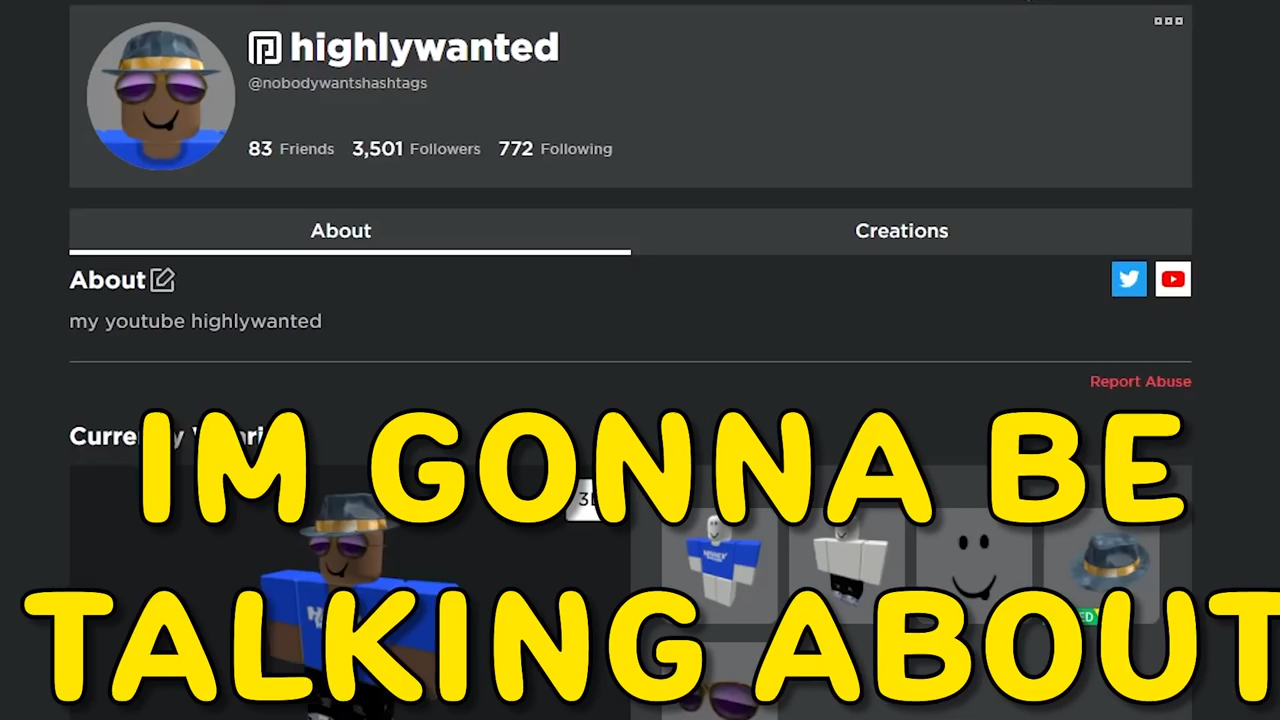 highlywanted
@nobodywantshashtags
83 Friends 3,501 Followers 772 Following
About Creations
About
my youtube highlywanted
Report Abuse
IM GONNA BE
TALKING ABOUT